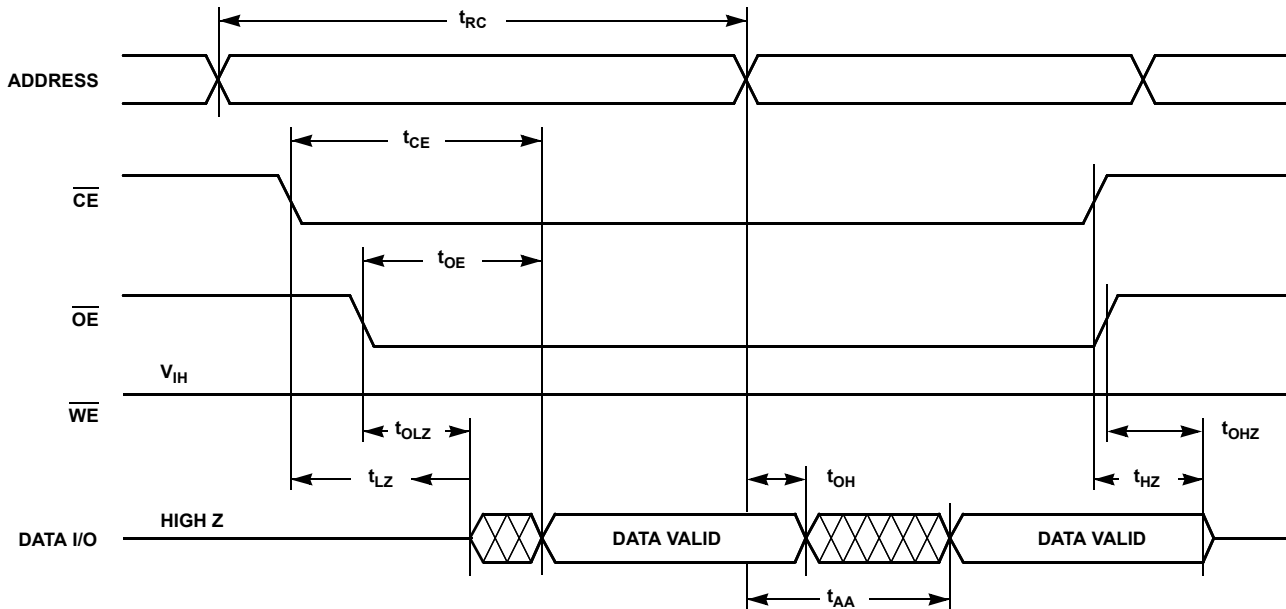 tRC
ADDRESS
tCE
CE
tOE
OE
VIH
WE
tOLZ
tOHZ
tLZ
tOH
tHZ
HIGH Z
DATA I/O
DATA VALID
DATA VALID
tAA